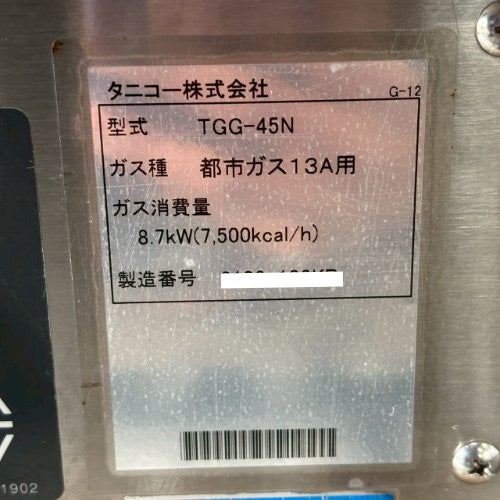 タニコー株式会社
G-12
型式 TGG-45N
ガス種 都市ガス13A用
ガス消費量
8.7kW(7,500kcal/h)
製造番号
1902